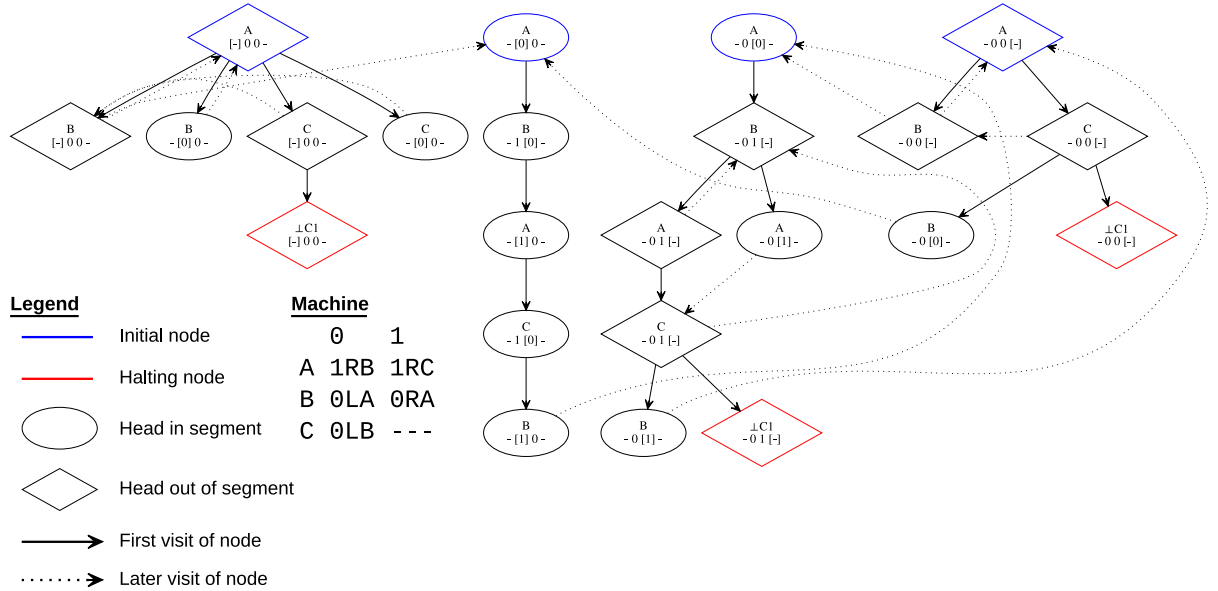 A
[-] 0 0 -
A
- [0] 0 -
A
- 0 [0] -
A
- 0 0 [-]
B
[-] 0 0 -
B
- [0] 0 -
C
[-] 0 0 -
C
- [0] 0 -
B
- 1 [0] -
B
- 0 1 [-]
B
- 0 0 [-]
C
- 0 0 [-]
⊥C1
[-] 0 0 -
A
- [1] 0 -
A
- 0 1 [-]
A
- 0 [1] -
B
- 0 [0] -
⊥C1
- 0 0 [-]
C
- 1 [0] -
C
- 0 1 [-]
B
- [1] 0 -
B
- 0 [1] -
⊥C1
- 0 1 [-]
Legend
Initial node
Halting node
Head in segment
Head out of segment
First visit of node
Later visit of node
Machine
0 1
A 1RB 1RC
B 0LA 0RA
C 0LB ---